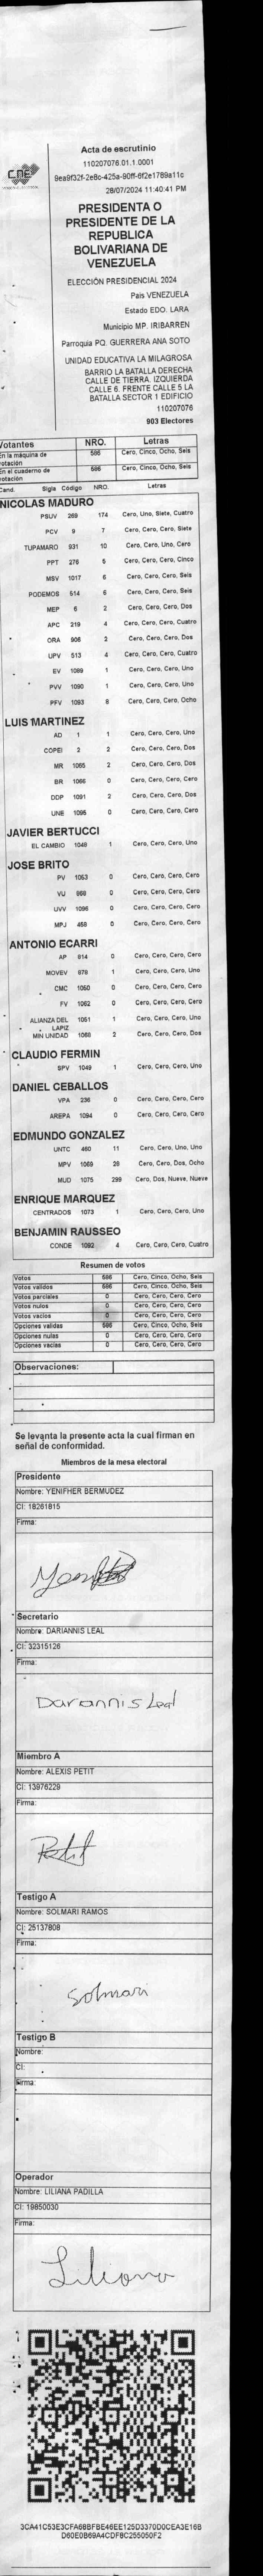 Acta de escrutinio
110207076.01.1.0001
9ea9f32f-2e8c-425a-90ff-6f2e1789a11c
28/07/2024 11:40:41 PM
CNE
PRESIDENTA O
PRESIDENTE DE LA
REPUBLICA
BOLIVARIANA DE
VENEZUELA
ELECCIÓN PRESIDENCIAL 2024
Pais VENEZUELA
Estado EDO. LARA
Municipio MP. IRIBARREN
Parroquia PQ. GUERRERA ANA SOTO
UNIDAD EDUCATIVA LA MILAGROSA
BARRIO LA BATALLA DERECHA
CALLE DE TIERRA. IZQUIERDA
CALLE 6. FRENTE CALLE 5 LA
BATALLA SECTOR 1 EDIFICIO
110207076
903 Electores
Votantes NRO. Letras
En la máquina de votación 586 Cero, Cinco, Ocho, Seis
En el cuaderno de votación 586 Cero, Cinco, Ocho, Seis
Cand. Sigla Código NRO. Letras
NICOLAS MADURO
PSUV 269 174 Cero, Uno, Siete, Cuatro
PCV 9 7 Cero, Cero, Cero, Siete
TUPAMARO 931 10 Cero, Cero, Uno, Cero
PPT 276 5 Cero, Cero, Cero, Cinco
MSV 1017 6 Cero, Cero, Cero, Seis
PODEMOS 514 6 Cero, Cero, Cero, Seis
MEP 6 2 Cero, Cero, Cero, Dos
APC 219 4 Cero, Cero, Cero, Cuatro
ORA 906 2 Cero, Cero, Cero, Dos
UPV 513 4 Cero, Cero, Cero, Cuatro
EV 1089 1 Cero, Cero, Cero, Uno
PVV 1090 1 Cero, Cero, Cero, Uno
PFV 1093 8 Cero, Cero, Cero, Ocho
LUIS MARTINEZ
AD 1 1 Cero, Cero, Cero, Uno
COPEI 2 2 Cero, Cero, Cero, Dos
MR 1065 2 Cero, Cero, Cero, Dos
BR 1066 0 Cero, Cero, Cero, Cero
DDP 1091 2 Cero, Cero, Cero, Dos
UNE 1095 0 Cero, Cero, Cero, Cero
JAVIER BERTUCCI
EL CAMBIO 1048 1 Cero, Cero, Cero, Uno
JOSE BRITO
PV 1053 0 Cero, Cero, Cero, Cero
VU 968 0 Cero, Cero, Cero, Cero
UVV 1096 0 Cero, Cero, Cero, Cero
MPJ 458 0 Cero, Cero, Cero, Cero
ANTONIO ECARRI
AP 814 0 Cero, Cero, Cero, Cero
MOVEV 978 1 Cero, Cero, Cero, Uno
CMC 1050 0 Cero, Cero, Cero, Cero
FV 1062 0 Cero, Cero, Cero, Cero
ALIANZA DEL LAPIZ 1051 1 Cero, Cero, Cero, Uno
MIN UNIDAD 1068 2 Cero, Cero, Cero, Dos
CLAUDIO FERMIN
SPV 1049 1 Cero, Cero, Cero, Uno
DANIEL CEBALLOS
VPA 236 0 Cero, Cero, Cero, Cero
AREPA 1094 0 Cero, Cero, Cero, Cero
EDMUNDO GONZALEZ
UNTC 460 11 Cero, Cero, Uno, Uno
MPV 1069 28 Cero, Cero, Dos, Ocho
MUD 1075 299 Cero, Dos, Nueve, Nueve
ENRIQUE MARQUEZ
CENTRADOS 1073 1 Cero, Cero, Cero, Uno
BENJAMIN RAUSSEO
CONDE 1092 4 Cero, Cero, Cero, Cuatro
Resumen de votos
Votos 586 Cero, Cinco, Ocho, Seis
Votos validos 586 Cero, Cinco, Ocho, Seis
Votos parciales 0 Cero, Cero, Cero, Cero
Votos nulos 0 Cero, Cero, Cero, Cero
Votos vacios 0 Cero, Cero, Cero, Cero
Opciones validas 586 Cero, Cinco, Ocho, Seis
Opciones nulas 0 Cero, Cero, Cero, Cero
Opciones vacias 0 Cero, Cero, Cero, Cero
Observaciones:
Se levanta la presente acta la cual firman en
señal de conformidad.
Miembros de la mesa electoral
Presidente
Nombre: YENIFHER BERMUDEZ
CI: 18261815
Firma:
Secretario
Nombre: DARIANNIS LEAL
CI: 32315126
Firma:
Darannis Leal
Miembro A
Nombre: ALEXIS PETIT
CI: 13976229
Firma:
Petit
Testigo A
Nombre: SOLMARI RAMOS
CI: 25137808
Firma:
Solmari
Testigo B
Nombre:
CI:
Firma:
Operador
Nombre: LILIANA PADILLA
CI: 19850030
Firma:
Liliana
3CA41C53E3CFA68BFBE46EE125D3370D0CEA3E16B
D60E0B69A4CDF8C255050F2